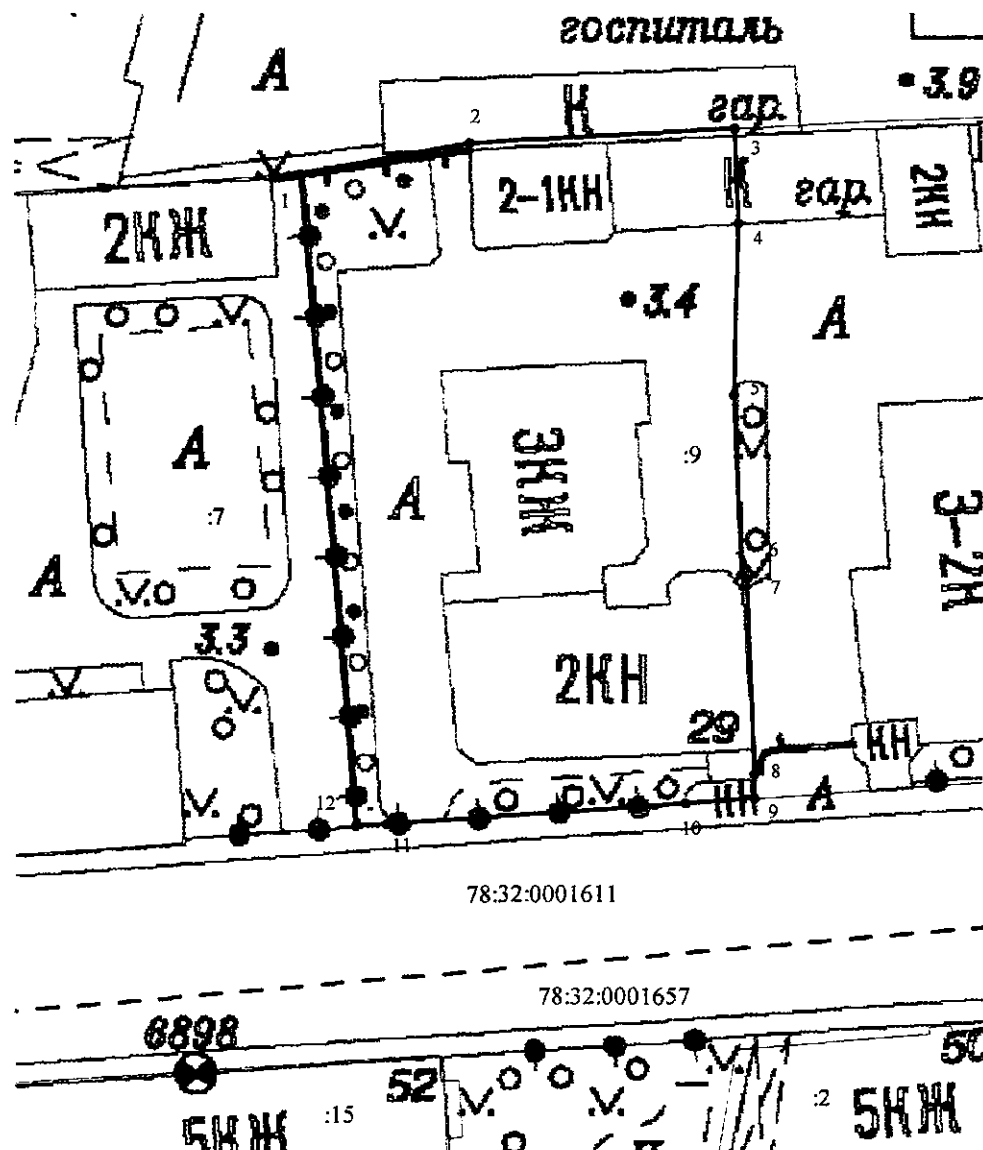 госпиталь
А
3.9
2
Н
гар.
3
К
гар.
2КН
1
2-1КН
.V.
2КЖ
4
3.4
А
V
5
V
:9
А
3КЖ
А
:7
3-2К
А
.V.
6
7
3.3
V
.V.
2КН
29
КН
8
.V.
12
.V.
КН
А
9
10
11
78:32:0001611
78:32:0001657
6898
50
52
.V.
:15
.V.
.V.
:2
5КЖ
5КЖ